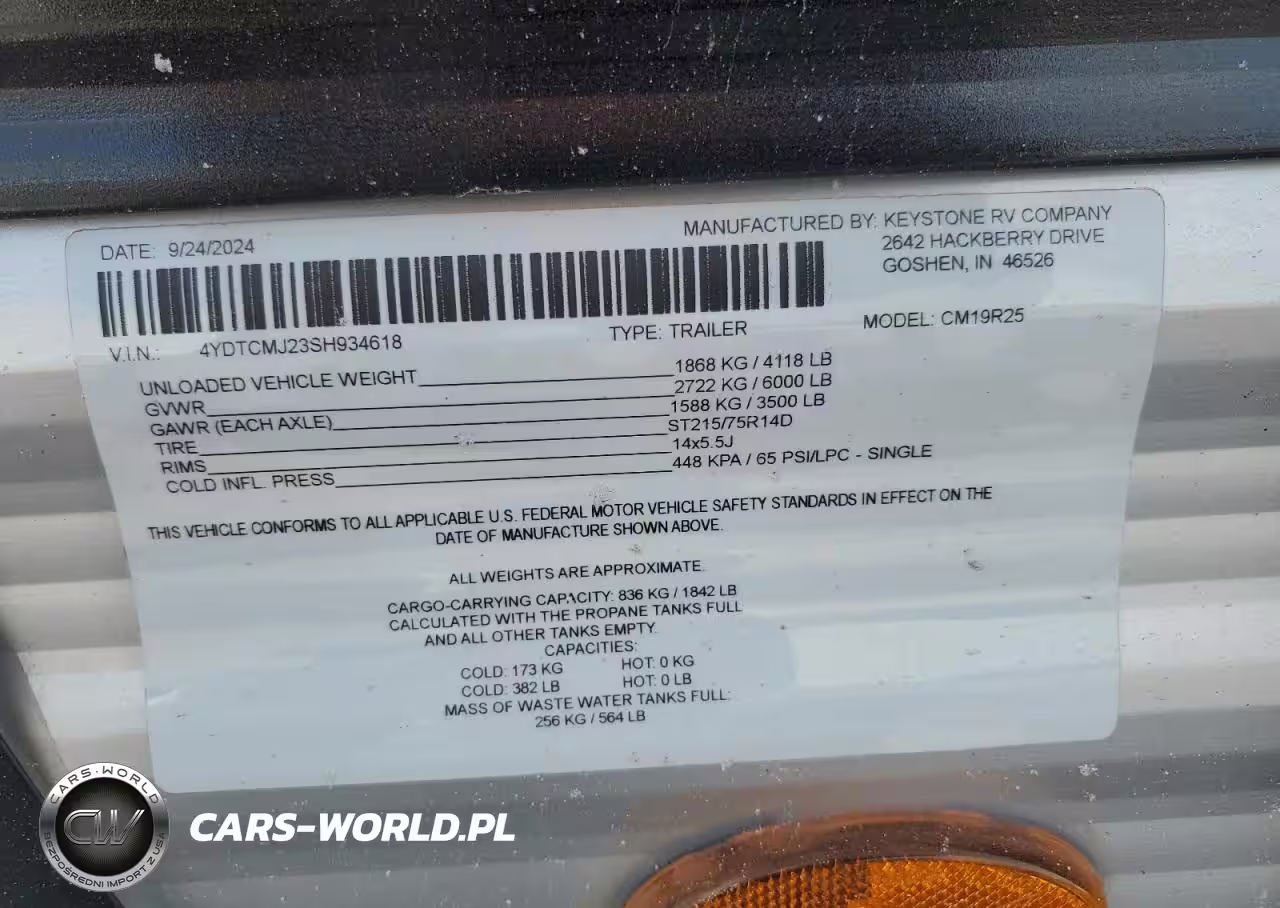 DATE: 9/24/2024
MANUFACTURED BY: KEYSTONE RV COMPANY
2642 HACKBERRY DRIVE
GOSHEN, IN 46526
V.I.N.: 4YDTCMJ23SH934618
TYPE: TRAILER
MODEL: CM19R25
UNLOADED VEHICLE WEIGHT 1868 KG / 4118 LB
GVWR 2722 KG / 6000 LB
GAWR (EACH AXLE) 1588 KG / 3500 LB
TIRE ST215/75R14D
RIMS 14x5.5J
COLD INFL. PRESS 448 KPA / 65 PSI/LPC - SINGLE
THIS VEHICLE CONFORMS TO ALL APPLICABLE U.S. FEDERAL MOTOR VEHICLE SAFETY STANDARDS IN EFFECT ON THE
DATE OF MANUFACTURE SHOWN ABOVE.
ALL WEIGHTS ARE APPROXIMATE.
CARGO-CARRYING CAPACITY: 836 KG / 1842 LB
CALCULATED WITH THE PROPANE TANKS FULL
AND ALL OTHER TANKS EMPTY.
CAPACITIES:
COLD: 173 KG HOT: 0 KG
COLD: 382 LB HOT: 0 LB
MASS OF WASTE WATER TANKS FULL:
256 KG / 564 LB
CARS-WORLD
CW
BEZPOŚREDNI IMPORT Z USA
CARS-WORLD.PL